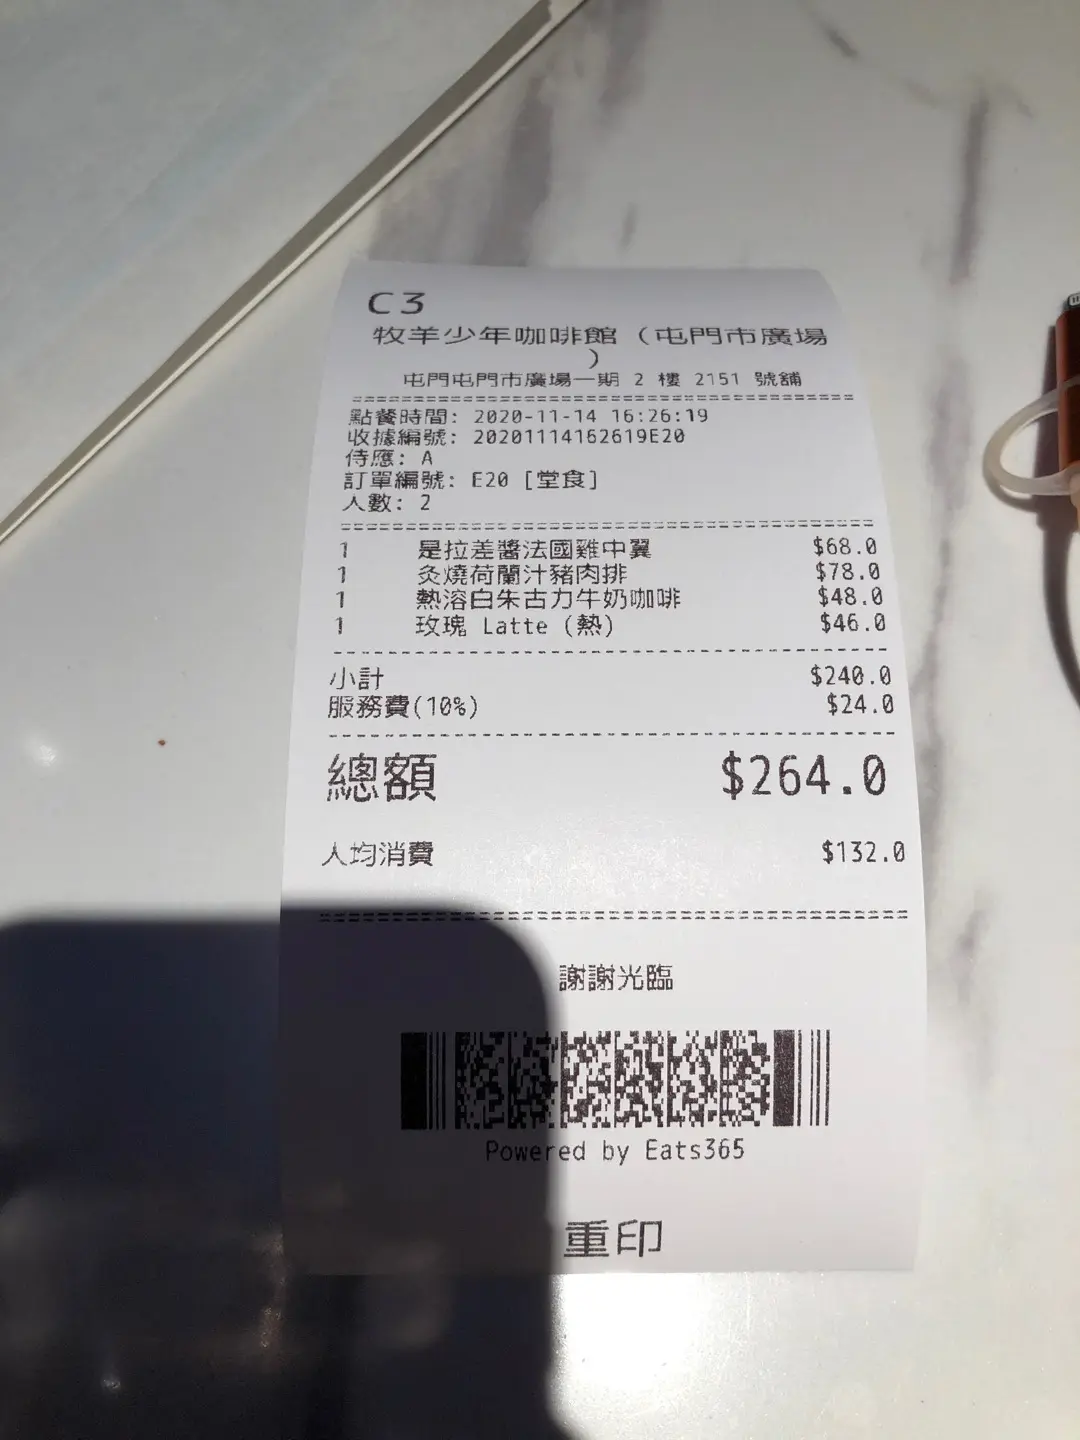 C3
牧羊少年咖啡館（屯門市廣場
）
屯門屯門市廣場一期 2 樓 2151 號舖
點餐時間: 2020-11-14 16:26:19
收據編號: 20201114162619E20
侍應: A
訂單編號: E20 [堂食]
人數: 2
1 是拉差醬法國雞中翼 $68.0
1 灸燒荷蘭汁豬肉排 $78.0
1 熱溶白朱古力牛奶咖啡 $48.0
1 玫瑰 Latte (熱) $46.0
小計 $240.0
服務費(10%) $24.0
總額 $264.0
人均消費 $132.0
謝謝光臨
Powered by Eats365
重印